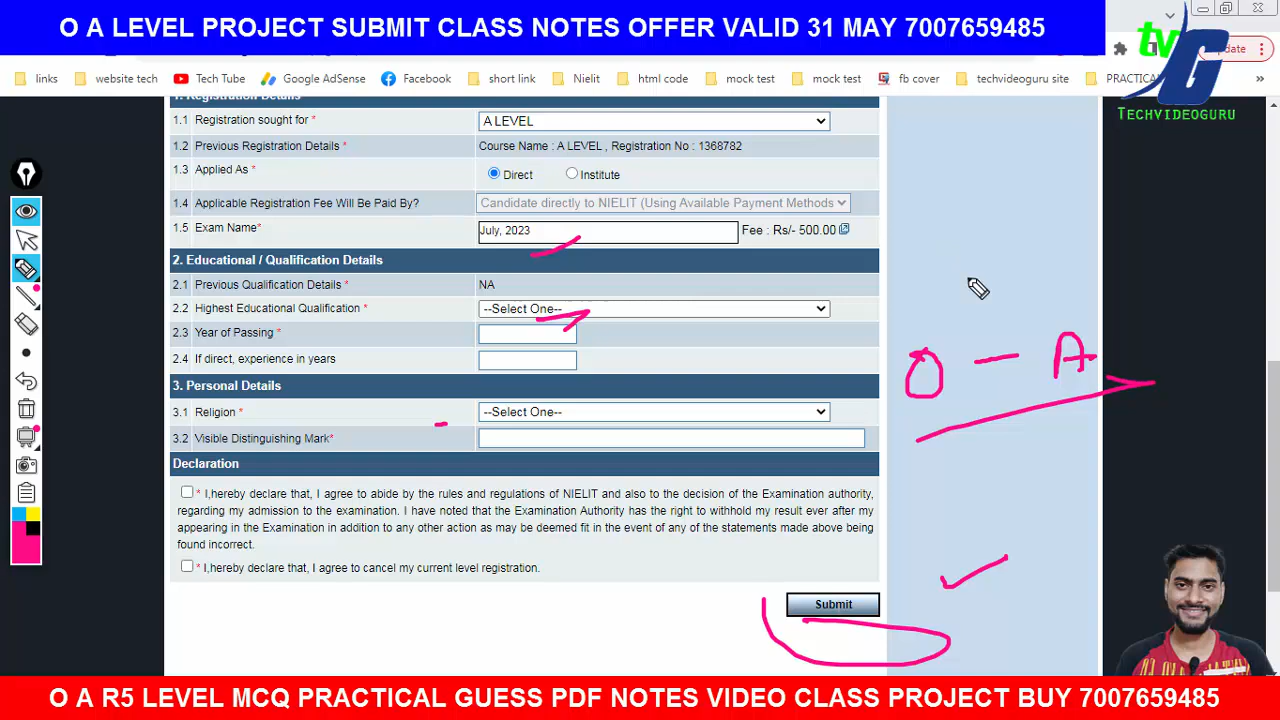 O A LEVEL PROJECT SUBMIT CLASS NOTES OFFER VALID 31 MAY 7007659485
tv
G
Update
TECHVIDEOGURU
links website tech Tech Tube Google AdSense Facebook short link Nielit html code mock test mock test fb cover techvideoguru site PRACTICAL »
1. Registration Details
1.1 Registration sought for * A LEVEL
1.2 Previous Registration Details * Course Name : A LEVEL , Registration No : 1368782
1.3 Applied As * Direct Institute
1.4 Applicable Registration Fee Will Be Paid By? Candidate directly to NIELIT (Using Available Payment Methods
1.5 Exam Name* July, 2023 Fee : Rs/- 500.00
2. Educational / Qualification Details
2.1 Previous Qualification Details * NA
2.2 Highest Educational Qualification * --Select One--
2.3 Year of Passing *
2.4 If direct, experience in years
O - A
3. Personal Details
3.1 Religion * --Select One--
3.2 Visible Distinguishing Mark*
Declaration
* I,hereby declare that, I agree to abide by the rules and regulations of NIELIT and also to the decision of the Examination authority,
regarding my admission to the examination. I have noted that the Examination Authority has the right to withhold my result ever after my
appearing in the Examination in addition to any other action as may be deemed fit in the event of any of the statements made above being
found incorrect.
* I,hereby declare that, I agree to cancel my current level registration.
Submit
O A R5 LEVEL MCQ PRACTICAL GUESS PDF NOTES VIDEO CLASS PROJECT BUY 7007659485